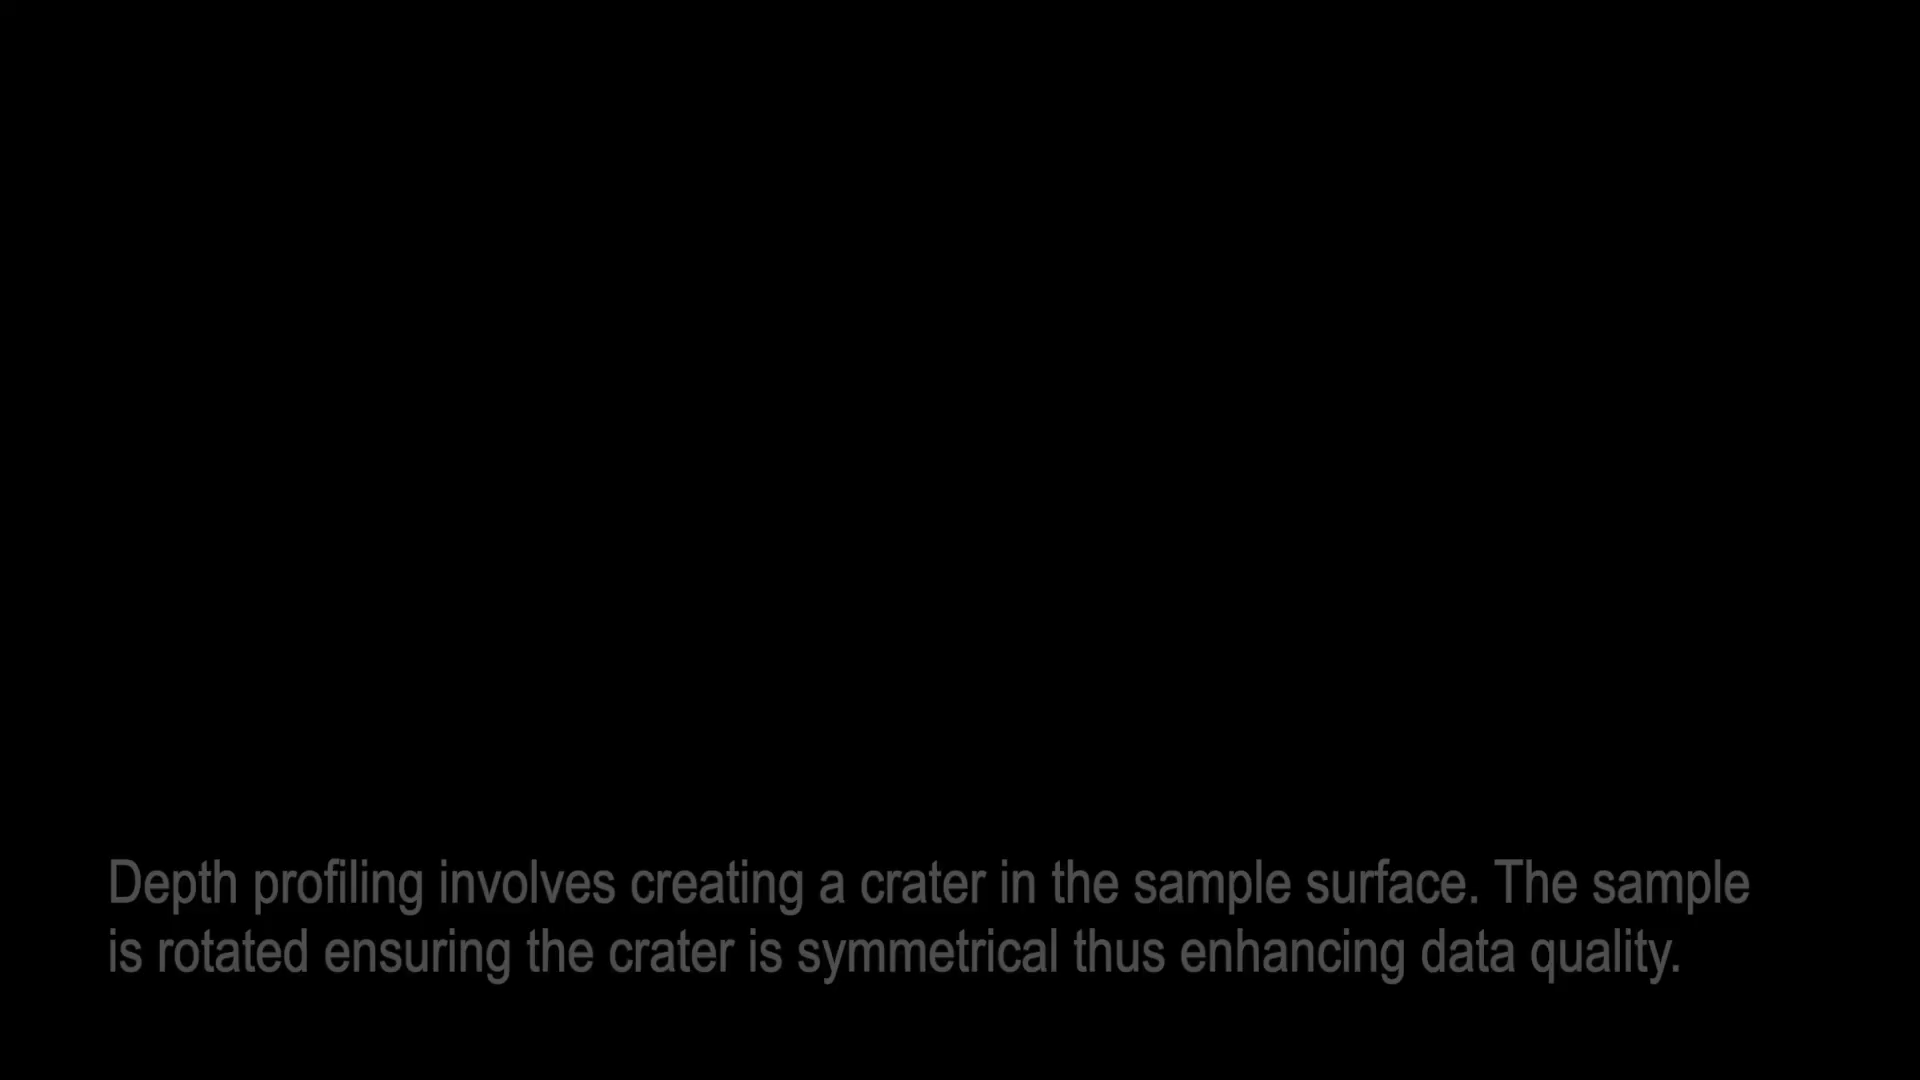 Depth profiling involves creating a crater in the sample surface. The sample
is rotated ensuring the crater is symmetrical thus enhancing data quality.